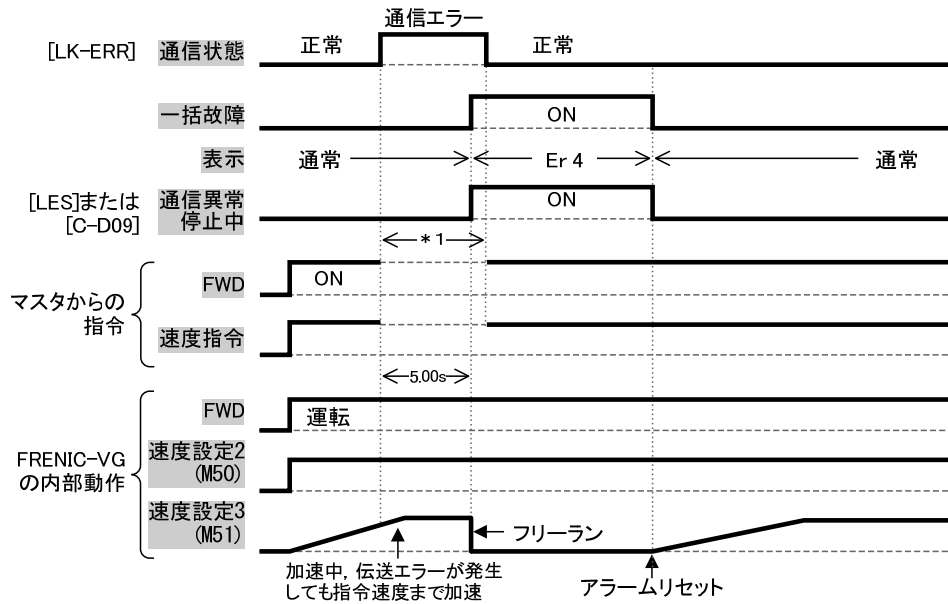 通信エラー
[LK-ERR] 通信状態 正常 正常
一括故障 ON
表示 通常 Er 4 通常
[LES]または
[C-D09]
通信異常
停止中
ON
＊1
マスタからの
指令
FWD ON
速度指令
5.00s
FRENIC-VG
の内部動作
FWD 運転
速度設定2
(M50)
速度設定3
(M51)
フリーラン
加速中，伝送エラーが発生
しても指令速度まで加速
アラームリセット